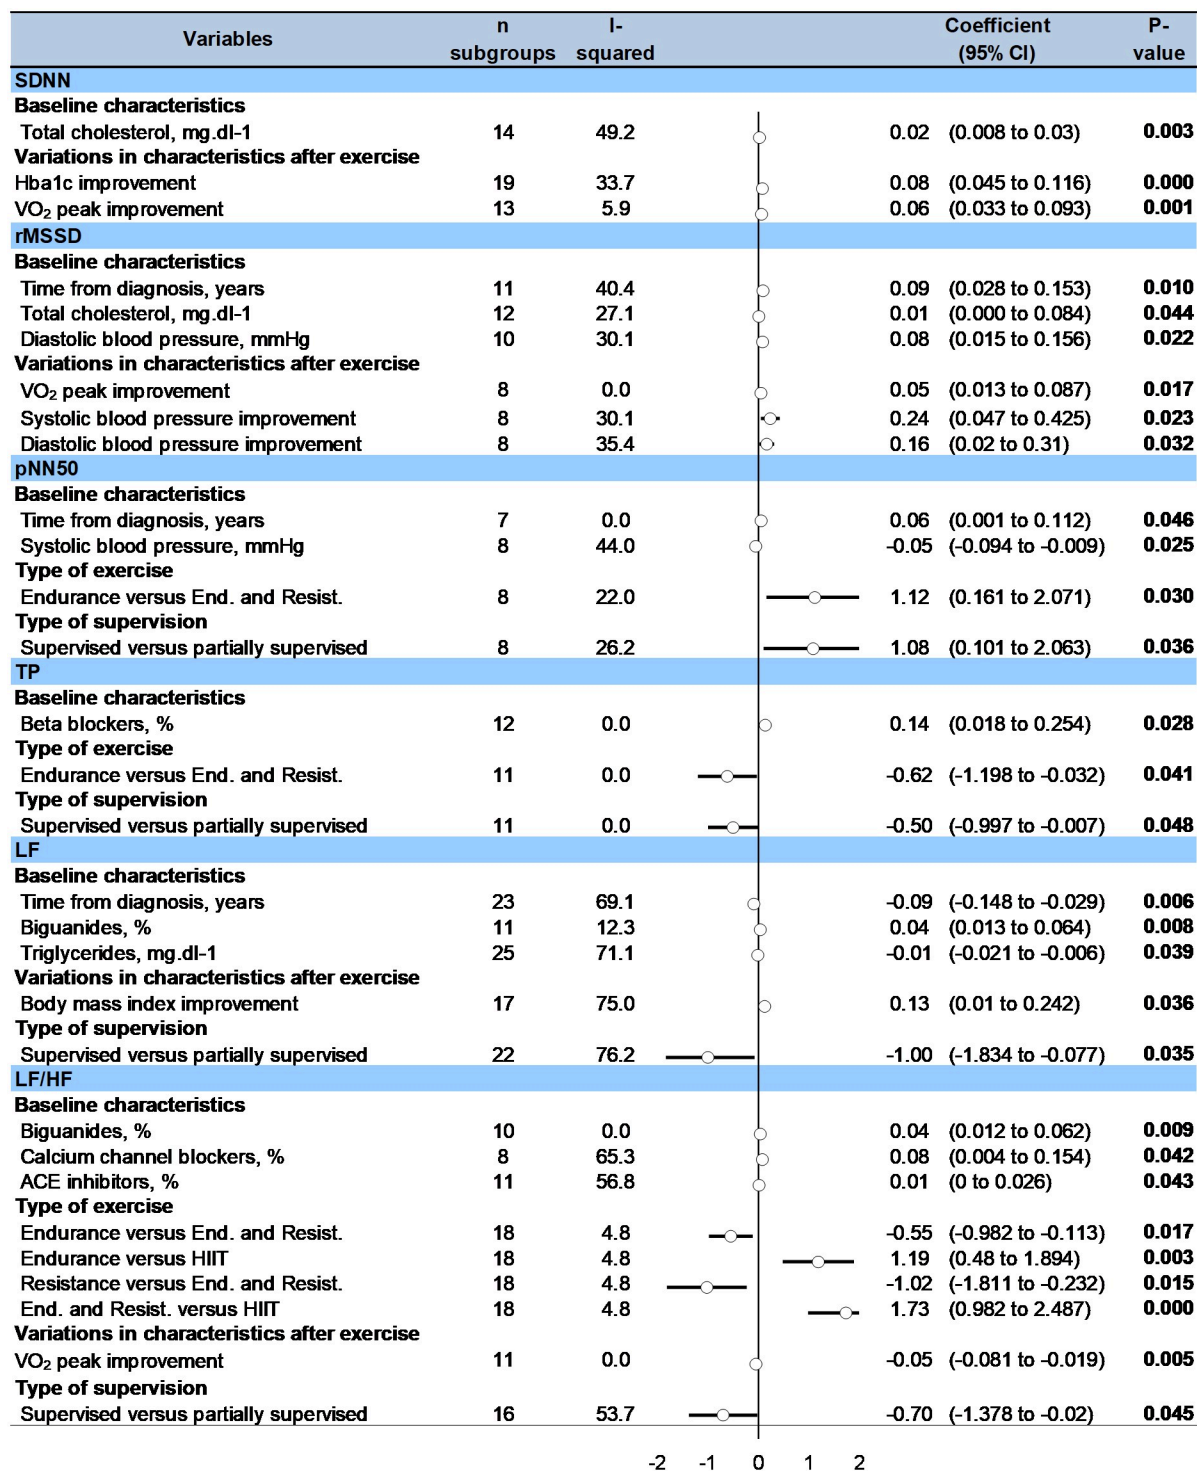 Variables n subgroups I-squared Coefficient (95% CI) P-value
SDNN
Baseline characteristics
Total cholesterol, mg.dl-1 14 49.2 0.02 (0.008 to 0.03) 0.003
Variations in characteristics after exercise
Hba1c improvement 19 33.7 0.08 (0.045 to 0.116) 0.000
VO₂ peak improvement 13 5.9 0.06 (0.033 to 0.093) 0.001
rMSSD
Baseline characteristics
Time from diagnosis, years 11 40.4 0.09 (0.028 to 0.153) 0.010
Total cholesterol, mg.dl-1 12 27.1 0.01 (0.000 to 0.084) 0.044
Diastolic blood pressure, mmHg 10 30.1 0.08 (0.015 to 0.156) 0.022
Variations in characteristics after exercise
VO₂ peak improvement 8 0.0 0.05 (0.013 to 0.087) 0.017
Systolic blood pressure improvement 8 30.1 0.24 (0.047 to 0.425) 0.023
Diastolic blood pressure improvement 8 35.4 0.16 (0.02 to 0.31) 0.032
pNN50
Baseline characteristics
Time from diagnosis, years 7 0.0 0.06 (0.001 to 0.112) 0.046
Systolic blood pressure, mmHg 8 44.0 -0.05 (-0.094 to -0.009) 0.025
Type of exercise
Endurance versus End. and Resist. 8 22.0 1.12 (0.161 to 2.071) 0.030
Type of supervision
Supervised versus partially supervised 8 26.2 1.08 (0.101 to 2.063) 0.036
TP
Baseline characteristics
Beta blockers, % 12 0.0 0.14 (0.018 to 0.254) 0.028
Type of exercise
Endurance versus End. and Resist. 11 0.0 -0.62 (-1.198 to -0.032) 0.041
Type of supervision
Supervised versus partially supervised 11 0.0 -0.50 (-0.997 to -0.007) 0.048
LF
Baseline characteristics
Time from diagnosis, years 23 69.1 -0.09 (-0.148 to -0.029) 0.006
Biguanides, % 11 12.3 0.04 (0.013 to 0.064) 0.008
Triglycerides, mg.dl-1 25 71.1 -0.01 (-0.021 to -0.006) 0.039
Variations in characteristics after exercise
Body mass index improvement 17 75.0 0.13 (0.01 to 0.242) 0.036
Type of supervision
Supervised versus partially supervised 22 76.2 -1.00 (-1.834 to -0.077) 0.035
LF/HF
Baseline characteristics
Biguanides, % 10 0.0 0.04 (0.012 to 0.062) 0.009
Calcium channel blockers, % 8 65.3 0.08 (0.004 to 0.154) 0.042
ACE inhibitors, % 11 56.8 0.01 (0 to 0.026) 0.043
Type of exercise
Endurance versus End. and Resist. 18 4.8 -0.55 (-0.982 to -0.113) 0.017
Endurance versus HIIT 18 4.8 1.19 (0.48 to 1.894) 0.003
Resistance versus End. and Resist. 18 4.8 -1.02 (-1.811 to -0.232) 0.015
End. and Resist. versus HIIT 18 4.8 1.73 (0.982 to 2.487) 0.000
Variations in characteristics after exercise
VO₂ peak improvement 11 0.0 -0.05 (-0.081 to -0.019) 0.005
Type of supervision
Supervised versus partially supervised 16 53.7 -0.70 (-1.378 to -0.02) 0.045
-2 -1 0 1 2